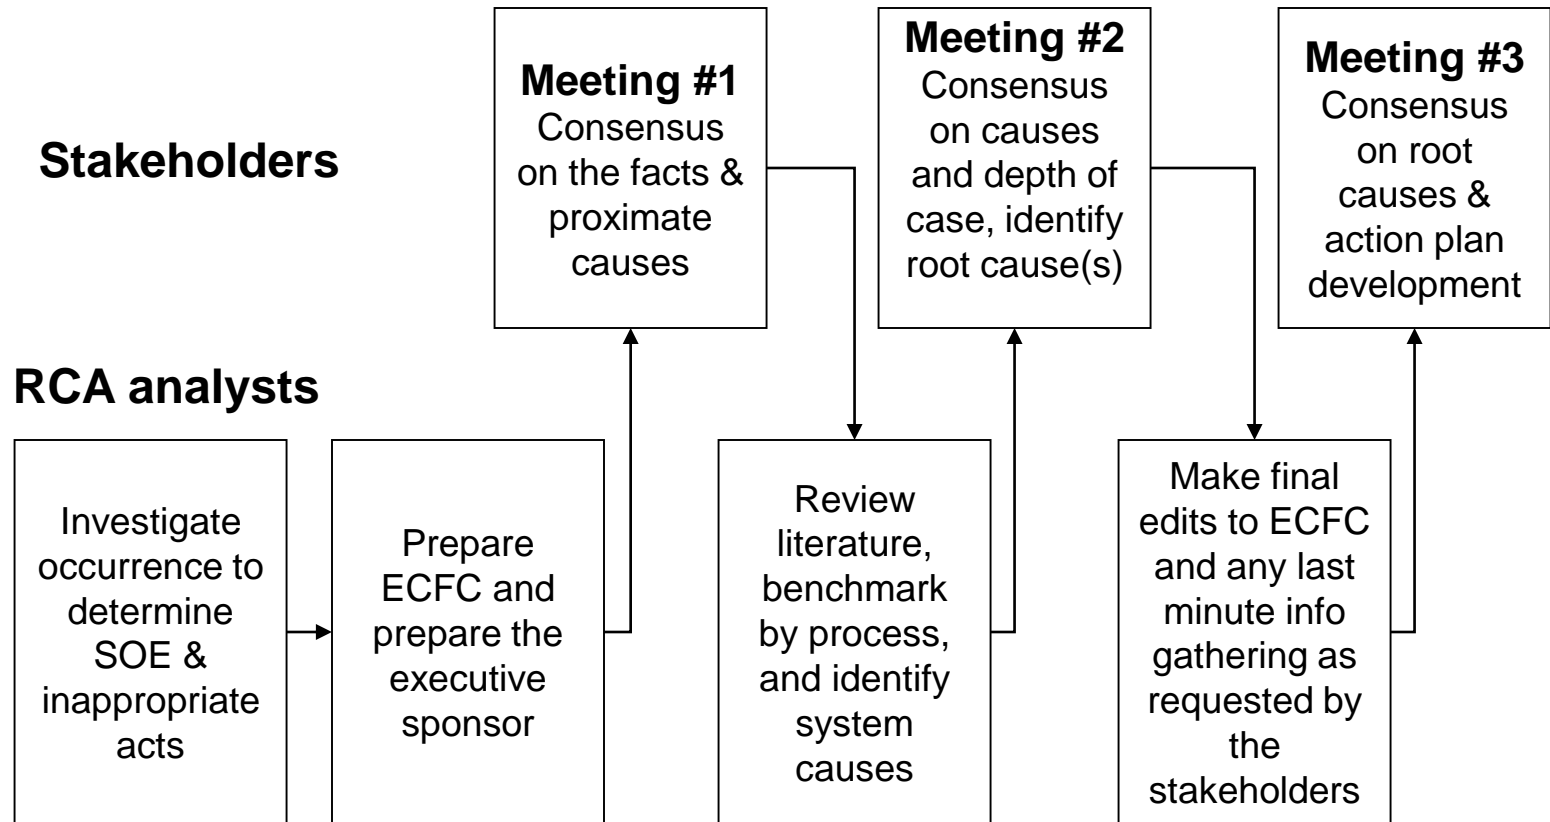 Stakeholders
Meeting #1
Consensus
on the facts &
proximate
causes
Meeting #2
Consensus
on causes
and depth of
case, identify
root cause(s)
Meeting #3
Consensus
on root
causes &
action plan
development
RCA analysts
Investigate
occurrence to
determine
SOE &
inappropriate
acts
Prepare
ECFC and
prepare the
executive
sponsor
Review
literature,
benchmark
by process,
and identify
system
causes
Make final
edits to ECFC
and any last
minute info
gathering as
requested by
the
stakeholders